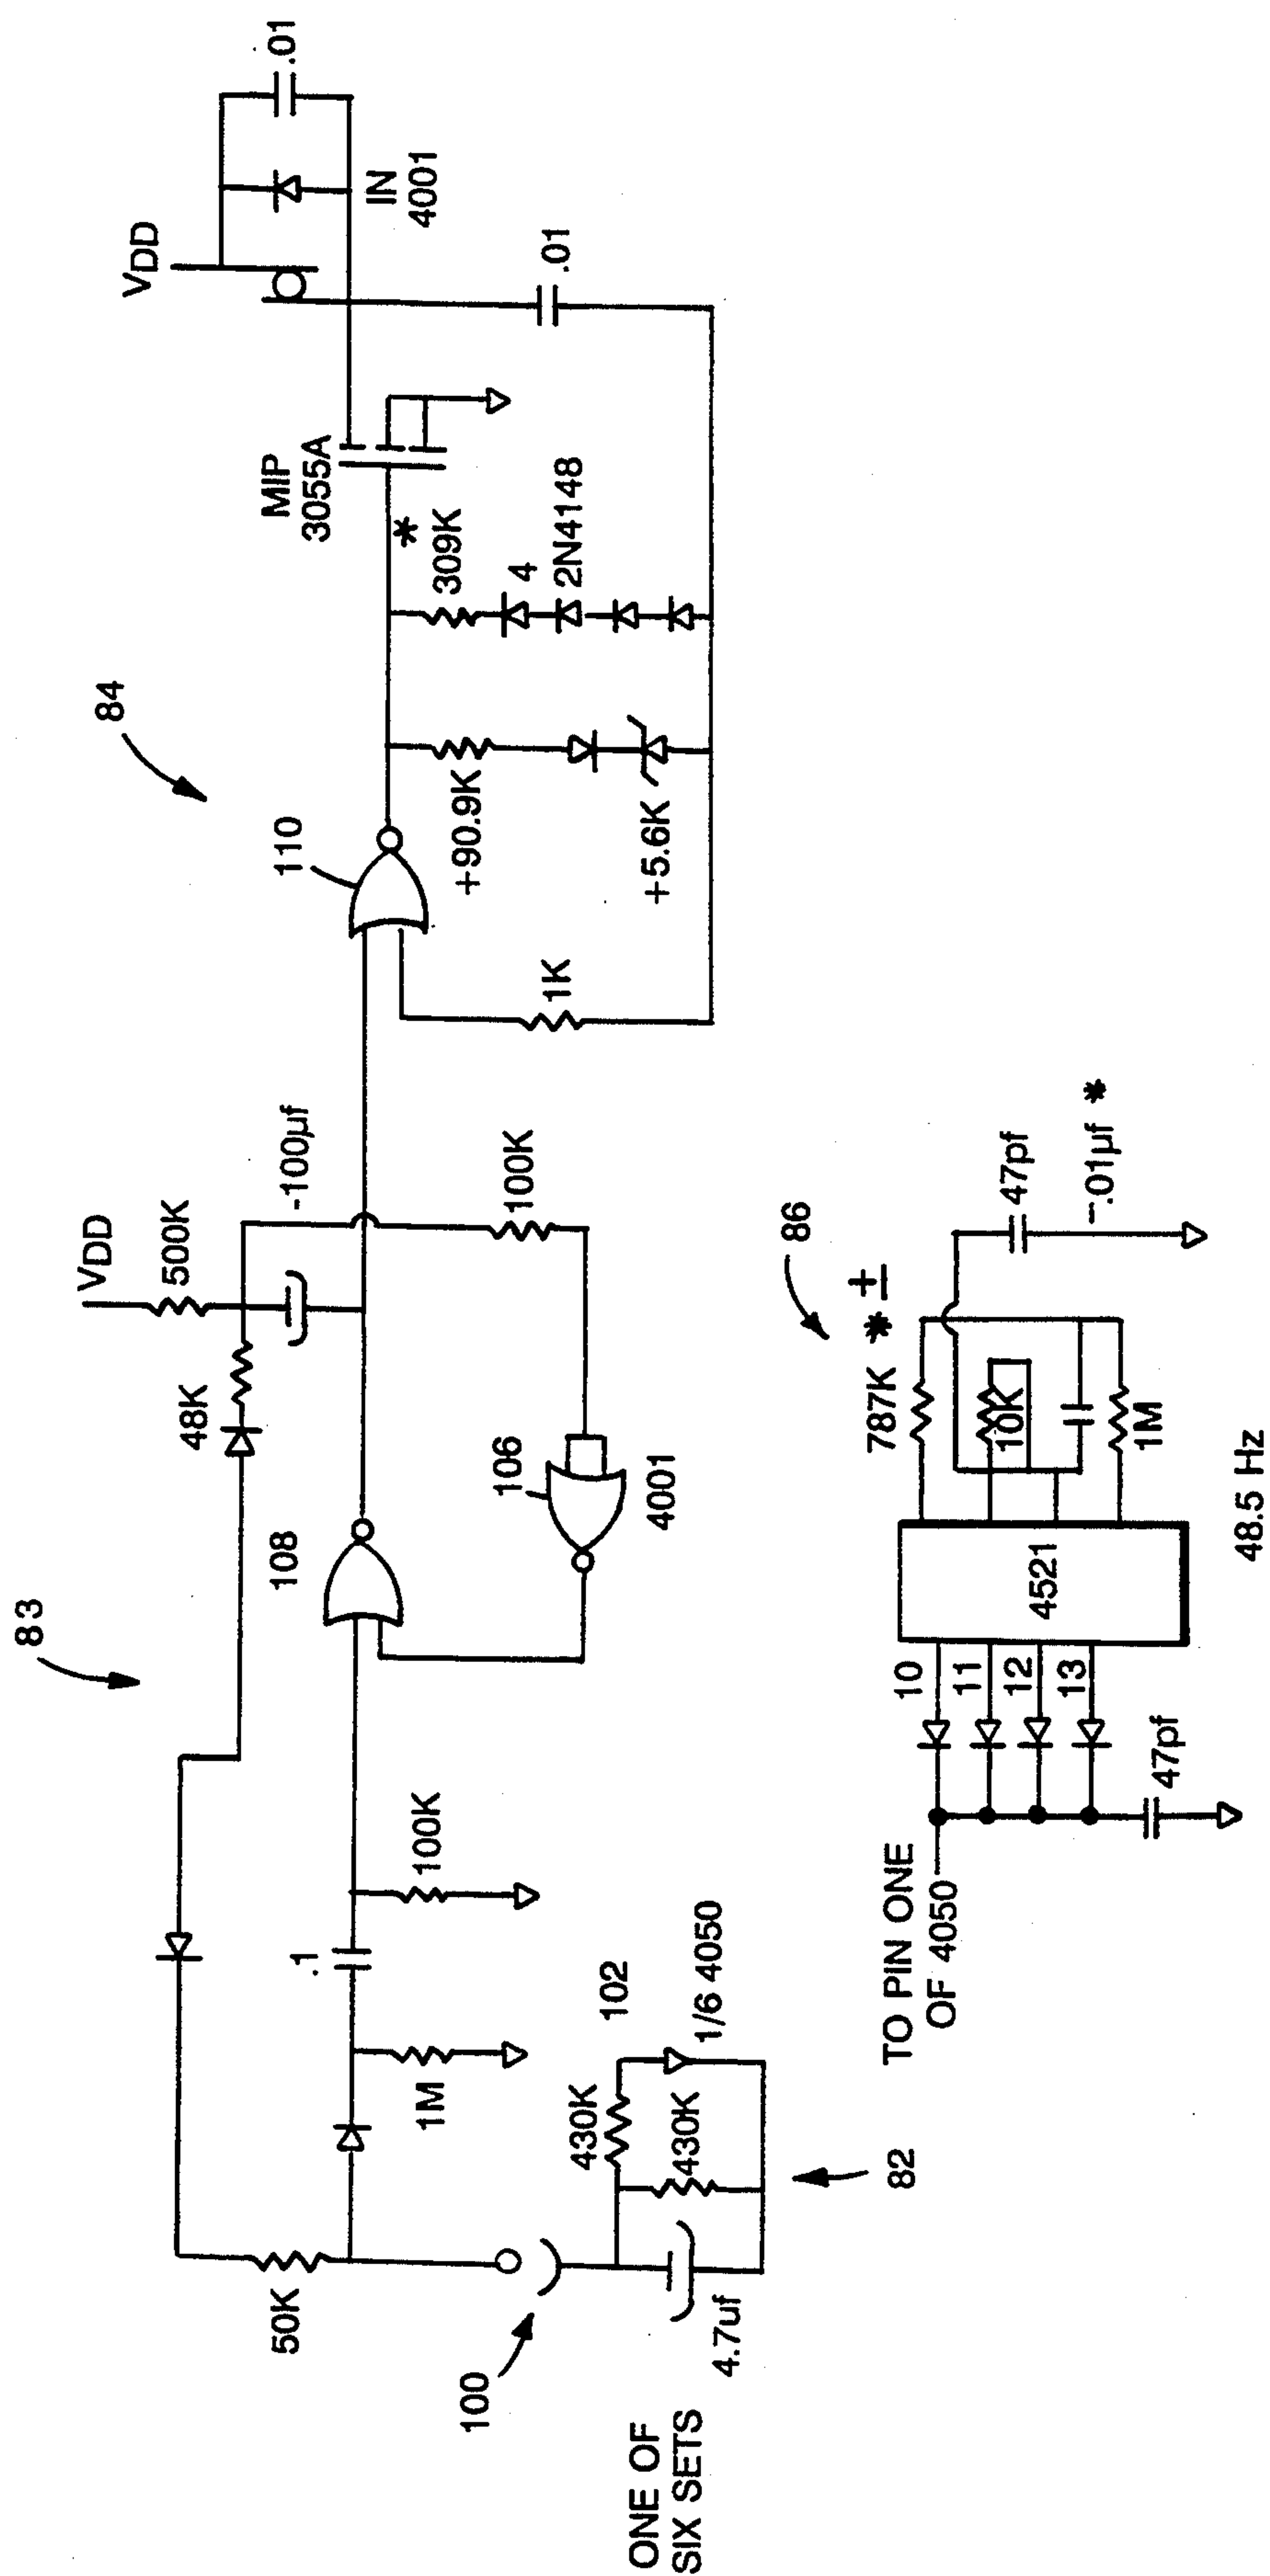 83
84
VDD
500K
48K
-100µf
108
106
4001
100K
50K
.1
1M
100K
100
ONE OF
SIX SETS
4.7uf
430K
430K
102
1/6 4050
82
110
1K
+90.9K
+5.6K
309K
*
4
2N4148
MIP
3055A
VDD
IN
4001
.01
.01
86
787K * ±
10K
1M
47pf
-.01µf *
4521
10
11
12
13
47pf
TO PIN ONE
OF 4050
48.5 Hz